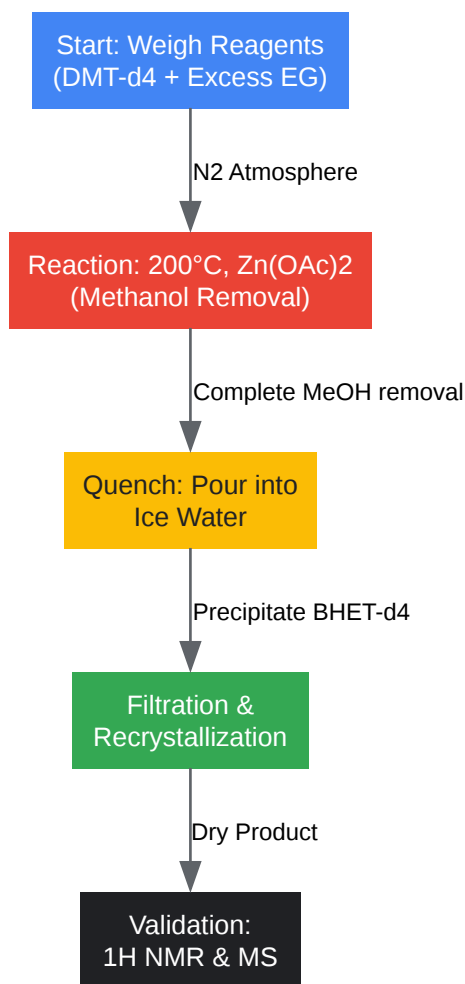 Start: Weigh Reagents
(DMT-d4 + Excess EG)
N2 Atmosphere
Reaction: 200°C, Zn(OAc)2
(Methanol Removal)
Complete MeOH removal
Quench: Pour into
Ice Water
Precipitate BHET-d4
Filtration &
Recrystallization
Dry Product
Validation:
1H NMR & MS